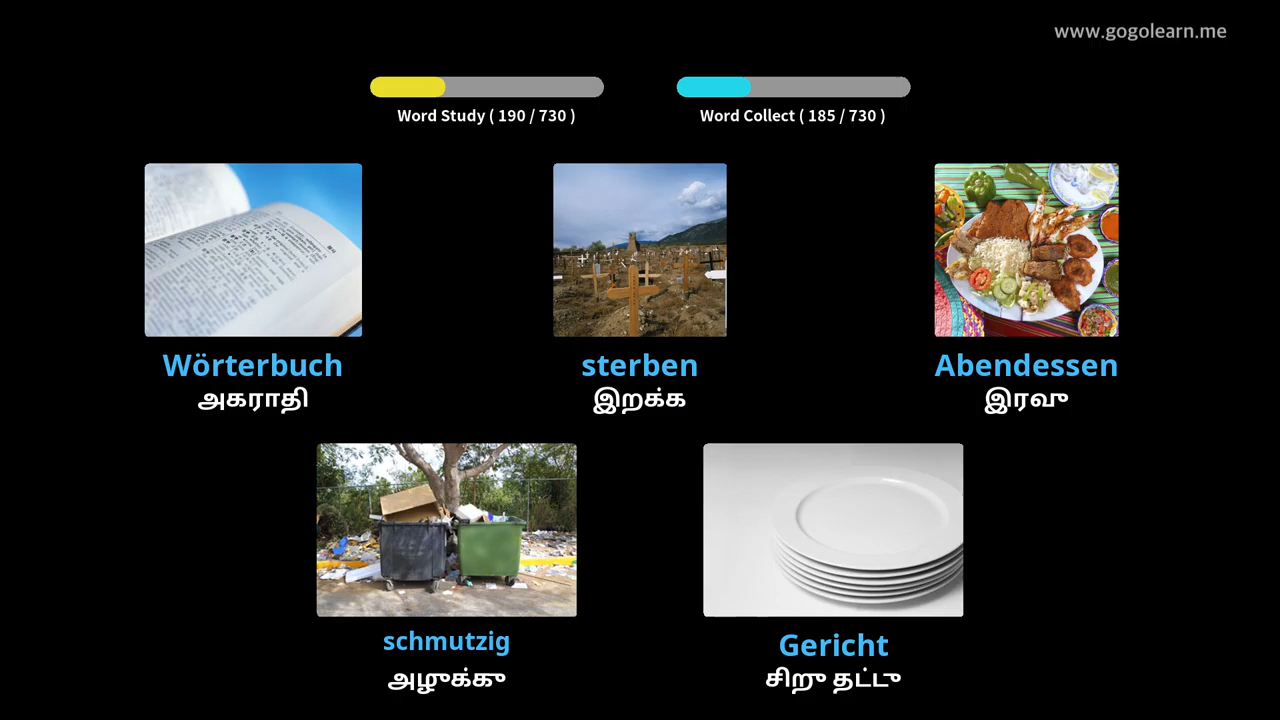 www.gogolearn.me
Word Study ( 190 / 730 )
Word Collect ( 185 / 730 )
Wörterbuch
அகராதி
sterben
இறக்க
Abendessen
இரவு
schmutzig
அழுக்கு
Gericht
சிறு தட்டு